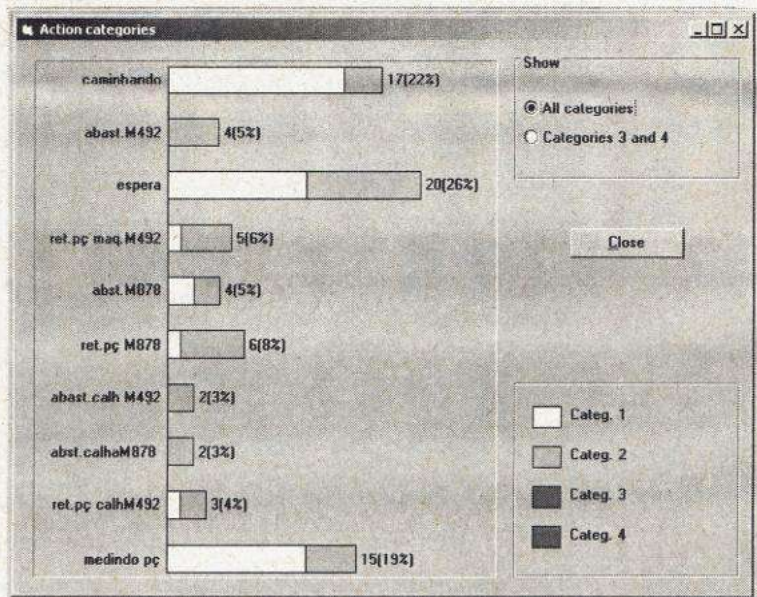 Action categories
caminhando 17(22%)
abast.M492 4(5%)
espera 20(26%)
ret.pç maq.M492 5(6%)
abst.M878 4(5%)
ret.pç M878 6(8%)
abast.calh M492 2(3%)
abst.calhaM878 2(3%)
ret.pç calhM492 3(4%)
medindo pç 15(19%)
Show
All categories
Categories 3 and 4
Close
Categ. 1
Categ. 2
Categ. 3
Categ. 4